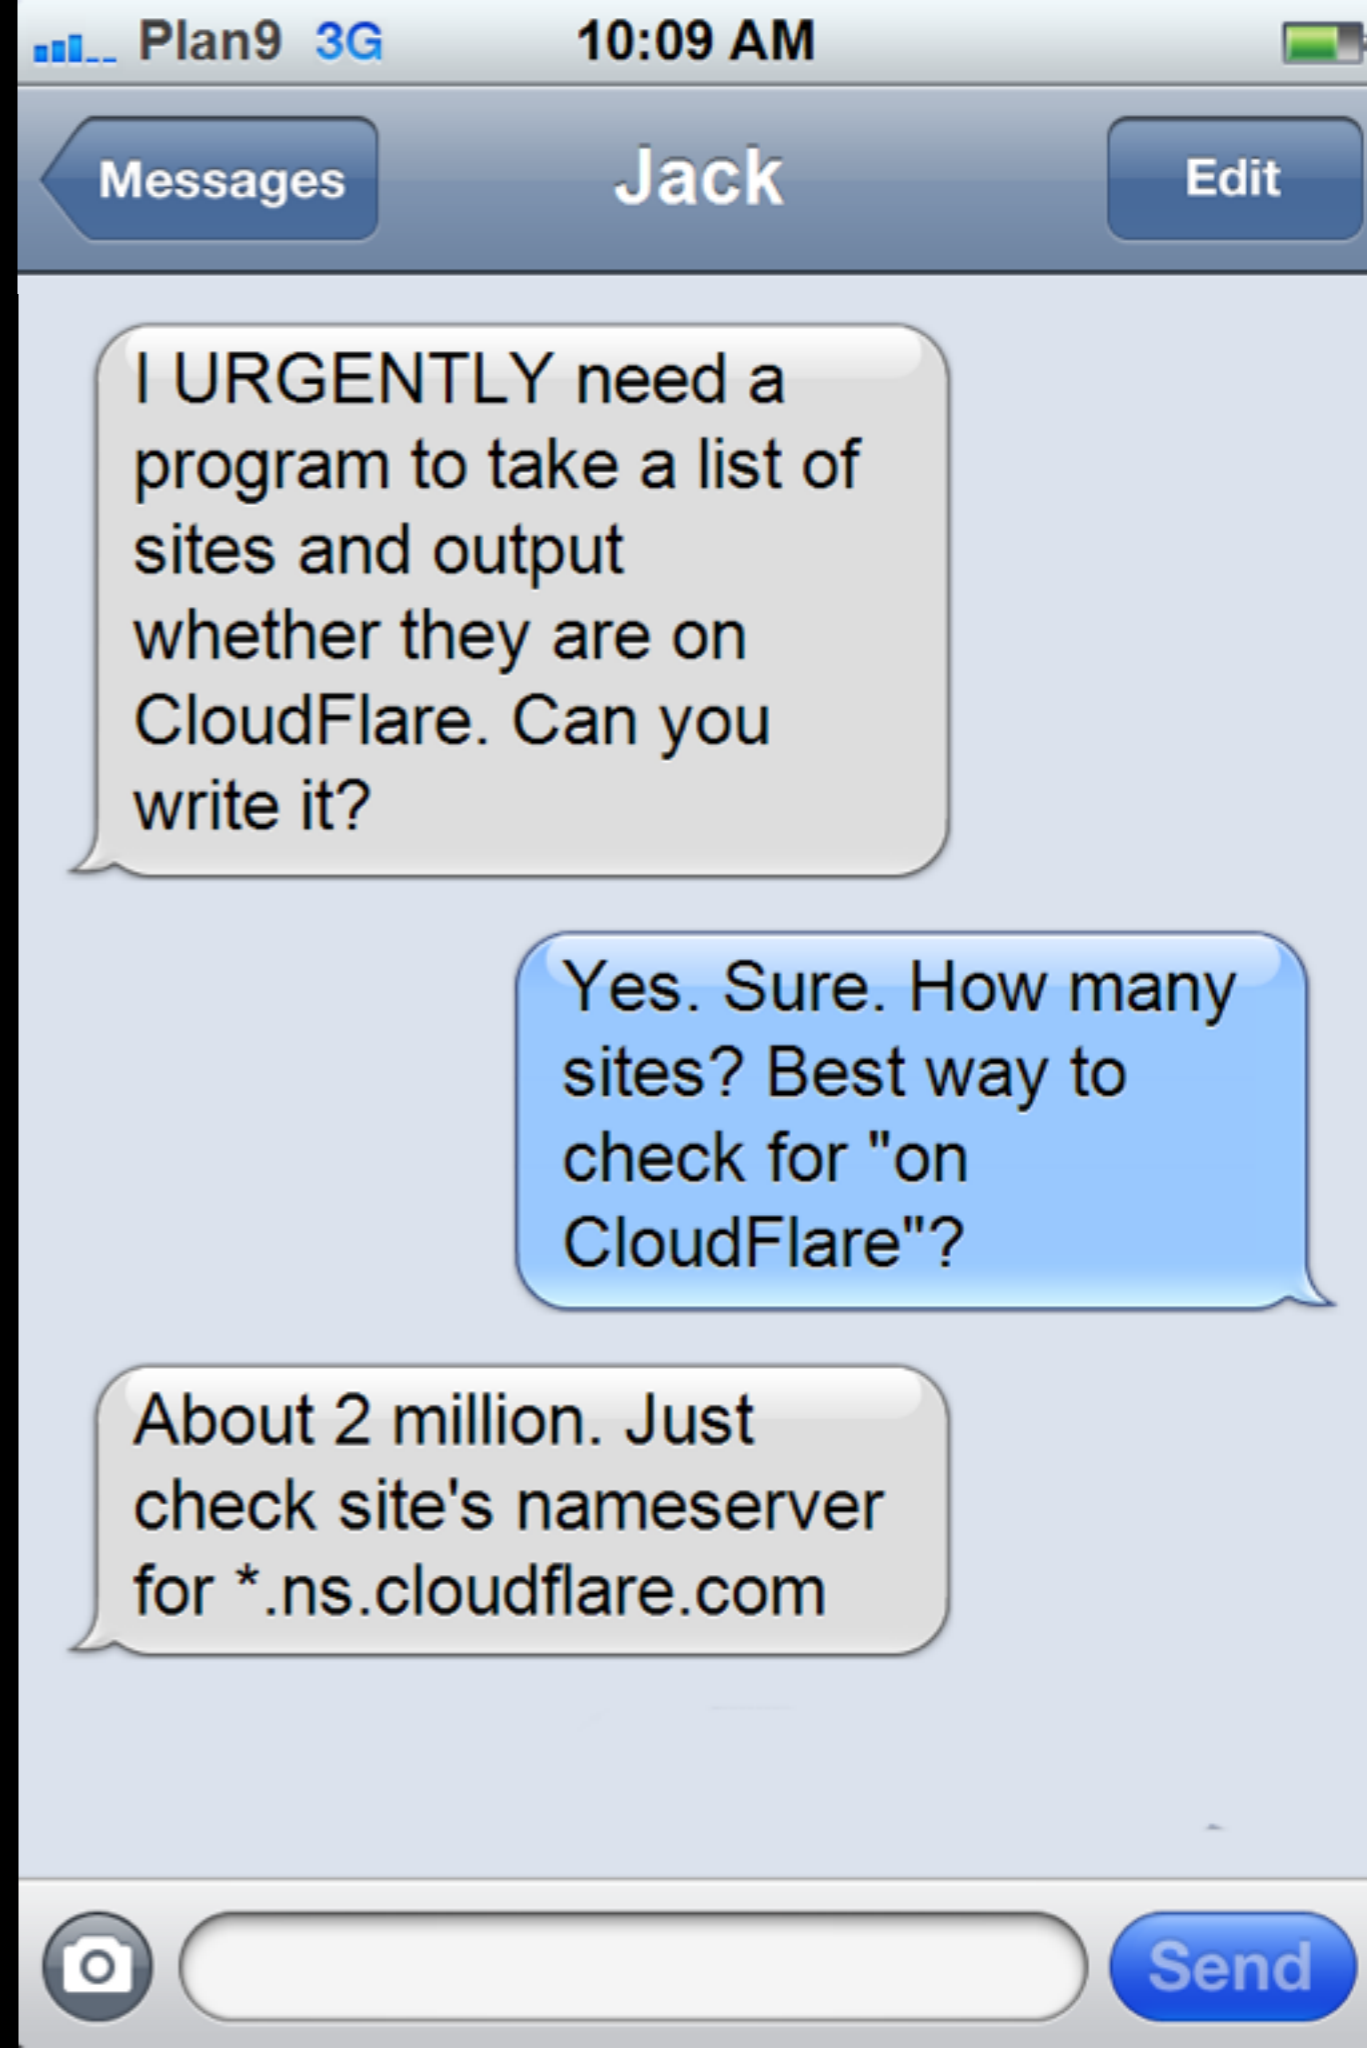 Plan9 3G 10:09 AM
Messages Jack Edit
I URGENTLY need a
program to take a list of
sites and output
whether they are on
CloudFlare. Can you
write it?
Yes. Sure. How many
sites? Best way to
check for "on
CloudFlare"?
About 2 million. Just
check site's nameserver
for *.ns.cloudflare.com
Send